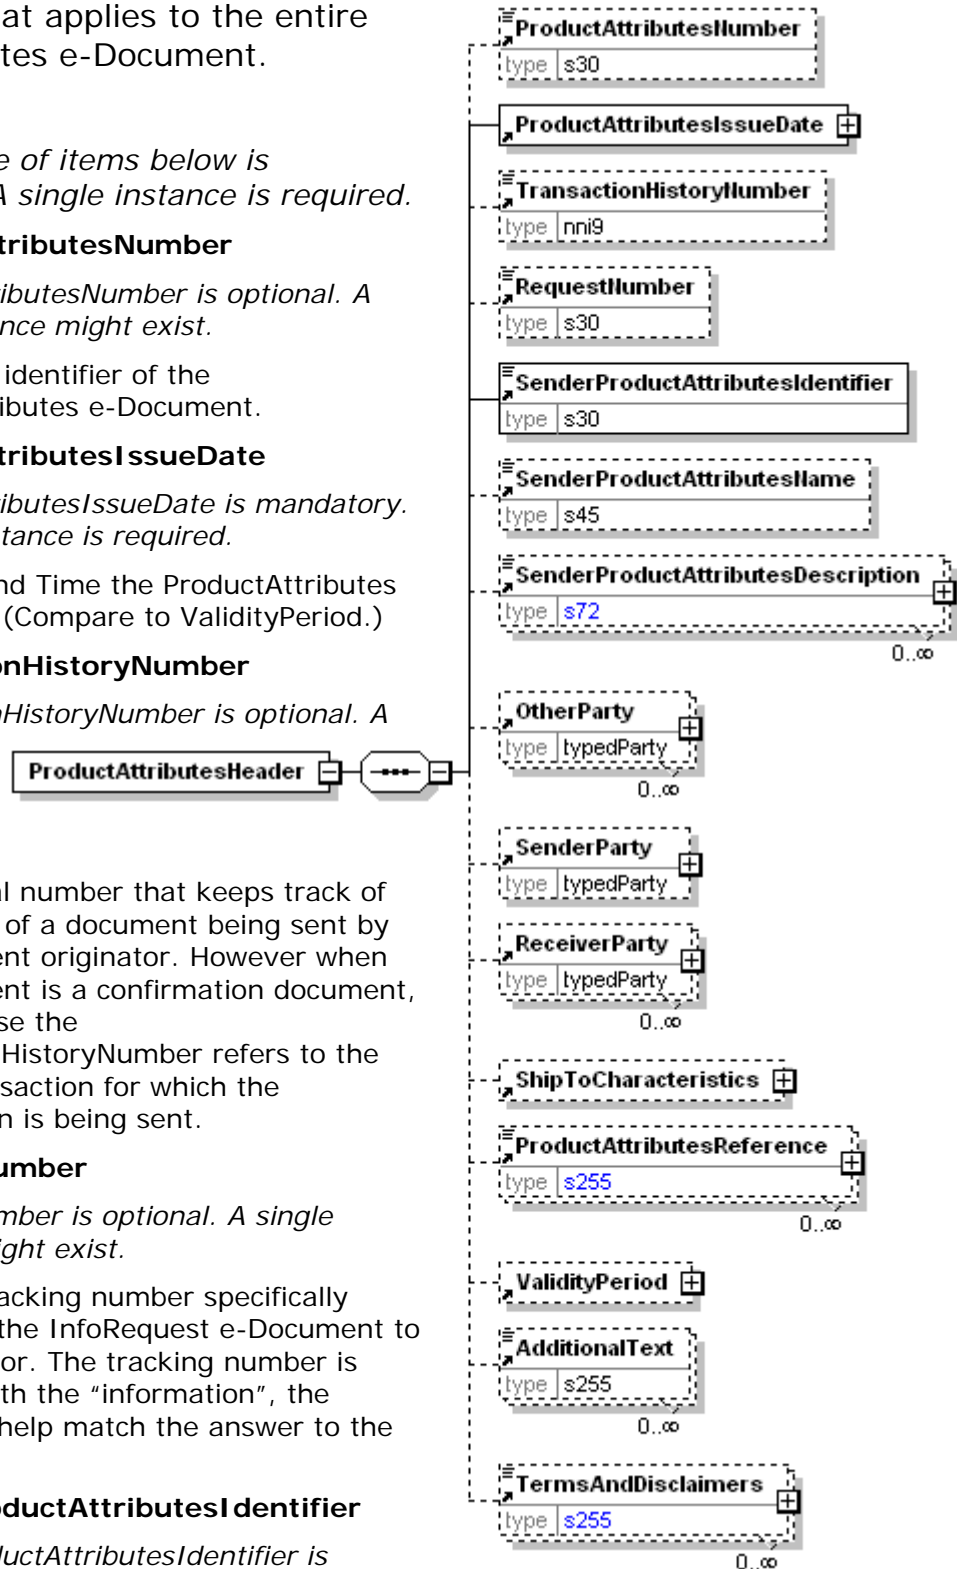 at applies to the entire
tes e-Document.
e of items below is
A single instance is required.
tributesNumber
ributesNumber is optional. A
nce might exist.
identifier of the
ributes e-Document.
tributesIssueDate
ributesIssueDate is mandatory.
tance is required.
nd Time the ProductAttributes
(Compare to ValidityPeriod.)
onHistoryNumber
nHistoryNumber is optional. A
ProductAttributesHeader
al number that keeps track of
of a document being sent by
ent originator. However when
ent is a confirmation document,
se the
HistoryNumber refers to the
saction for which the
n is being sent.
umber
mber is optional. A single
ight exist.
acking number specifically
the InfoRequest e-Document to
or. The tracking number is
th the “information”, the
help match the answer to the
oductAttributesIdentifier
ductAttributesIdentifier is
ProductAttributesNumber
type s30
ProductAttributesIssueDate
TransactionHistoryNumber
type nni9
RequestNumber
type s30
SenderProductAttributesIdentifier
type s30
SenderProductAttributesName
type s45
SenderProductAttributesDescription
type s72
0..∞
OtherParty
type typedParty
0..∞
SenderParty
type typedParty
ReceiverParty
type typedParty
0..∞
ShipToCharacteristics
ProductAttributesReference
type s255
0..∞
ValidityPeriod
AdditionalText
type s255
0..∞
TermsAndDisclaimers
type s255
0..∞